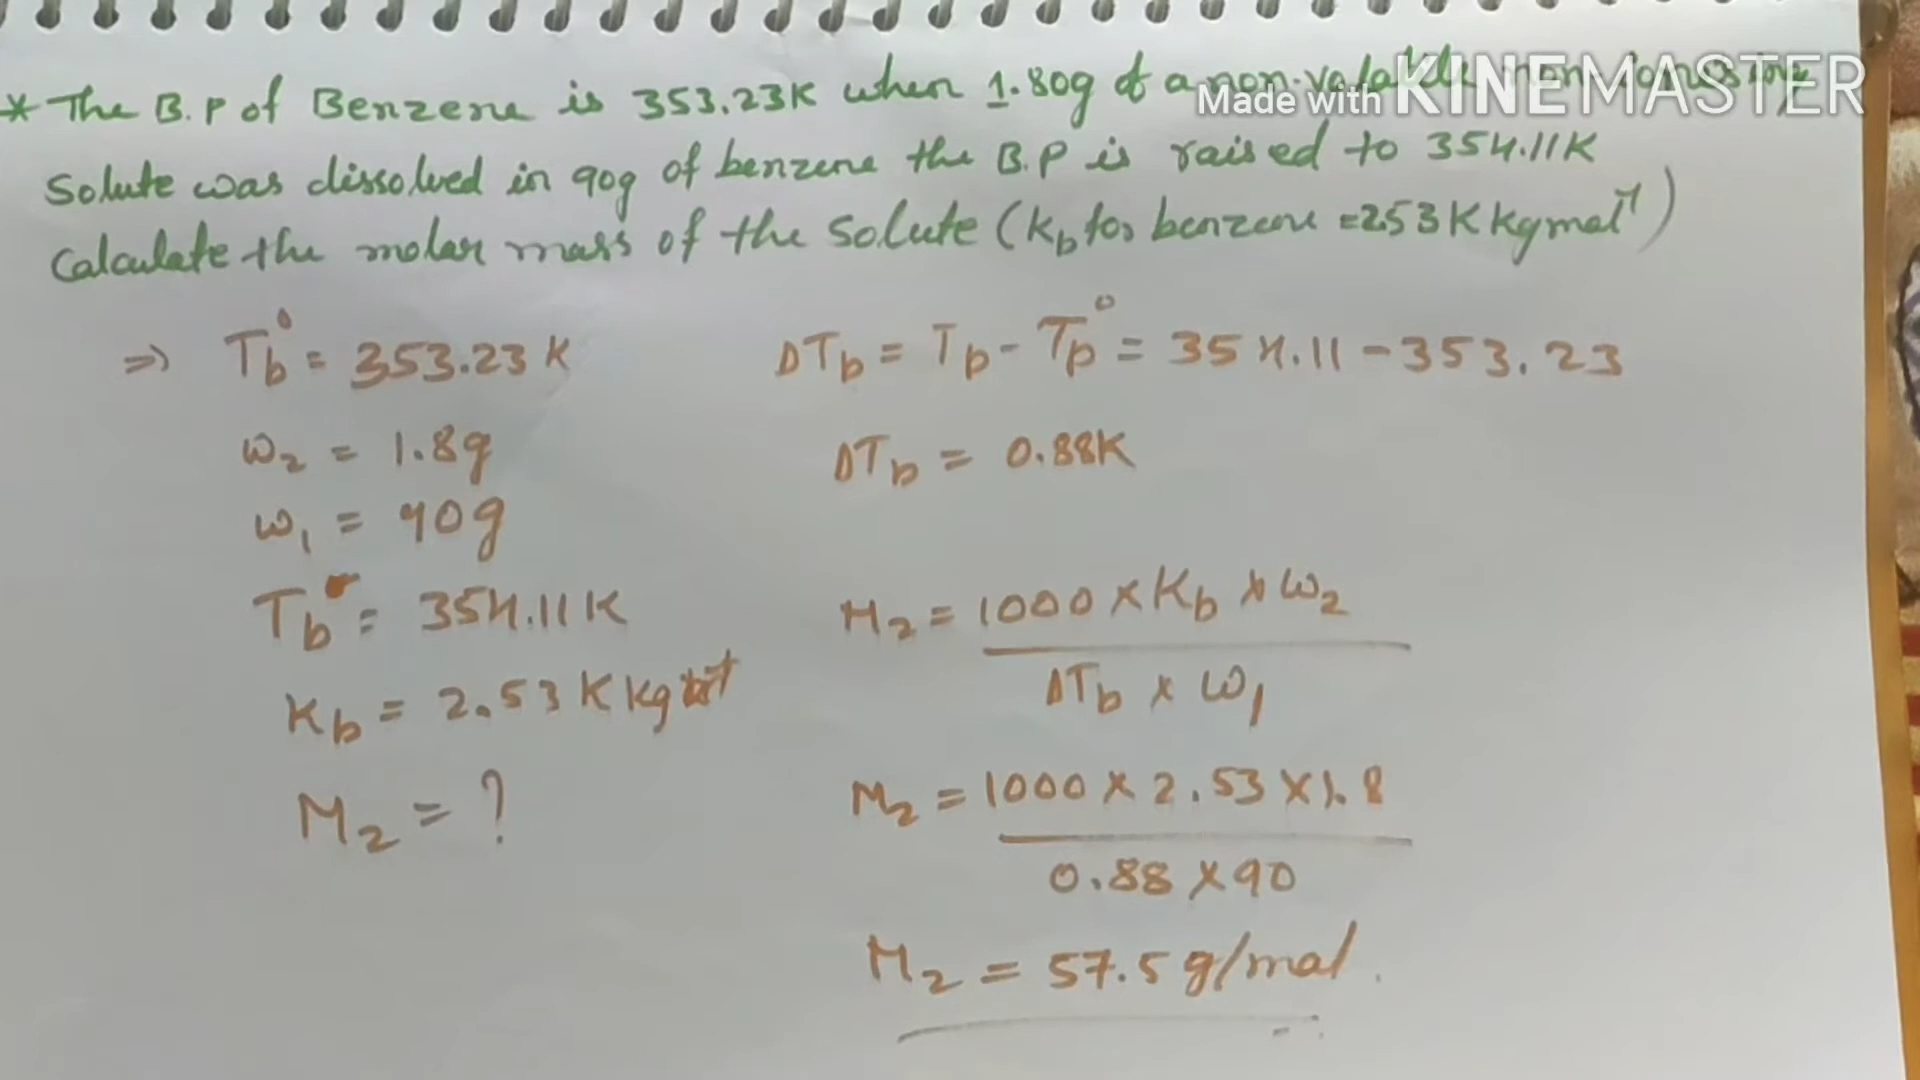 * The B.P of Benzene is 353.23K when 1.80g of a non-volatile non-ionising
Made with KINEMASTER
Solute was dissolved in 90g of benzene the B.P is raised to 354.11K
Calculate the molar mass of the solute (Kb for benzene = 2.53 K kg mol⁻¹)
⇒ Tb° = 353.23 K
ΔTb = Tb - Tb° = 354.11 - 353.23
w₂ = 1.8g
ΔTb = 0.88K
w₁ = 90g
Tb = 354.11K
M₂ = 1000 × Kb × w₂
ΔTb × w₁
Kb = 2.53 K kg
M₂ = ?
M₂ = 1000 × 2.53 × 1.8
0.88 × 90
M₂ = 57.5 g/mol.